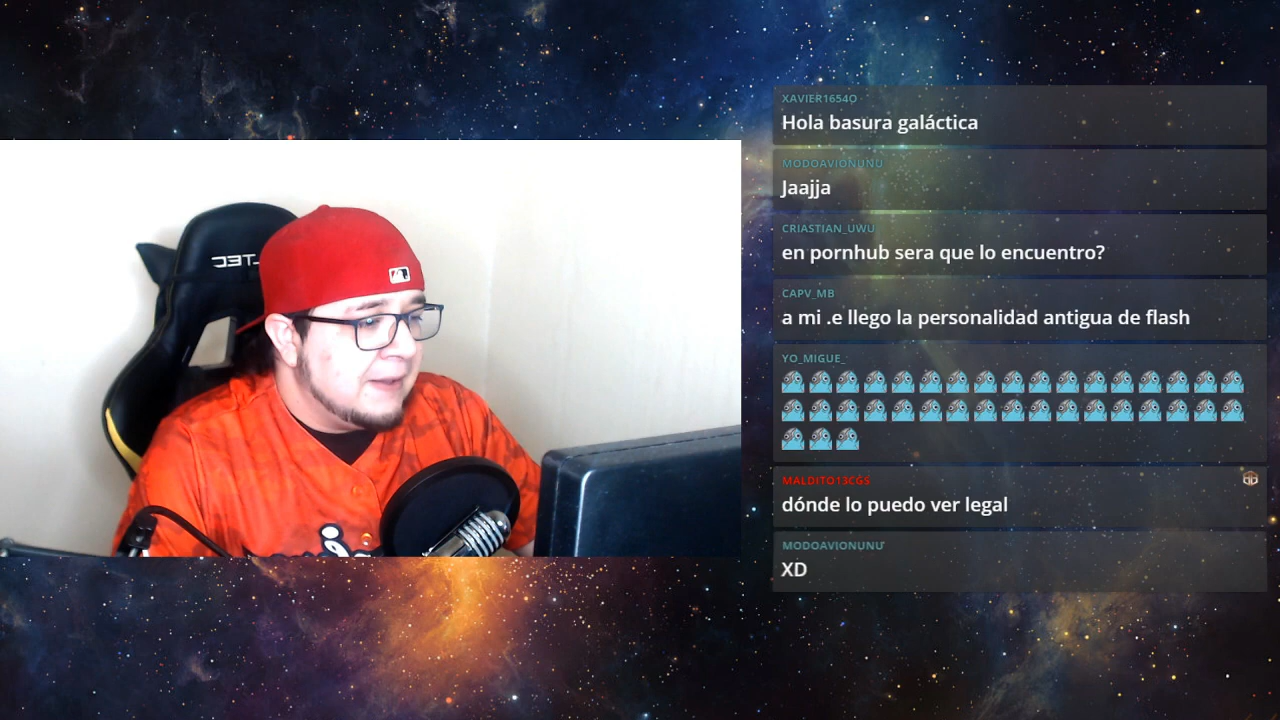 XAVIER1654O
Hola basura galáctica
MODOAVIONUNU
Jaajja
CRIASTIAN_UWU
en pornhub sera que lo encuentro?
CAPV_MB
a mi .e llego la personalidad antigua de flash
YO_MIGUE_
MALDITO13CGS
dónde lo puedo ver legal
MODOAVIONUNU
XD